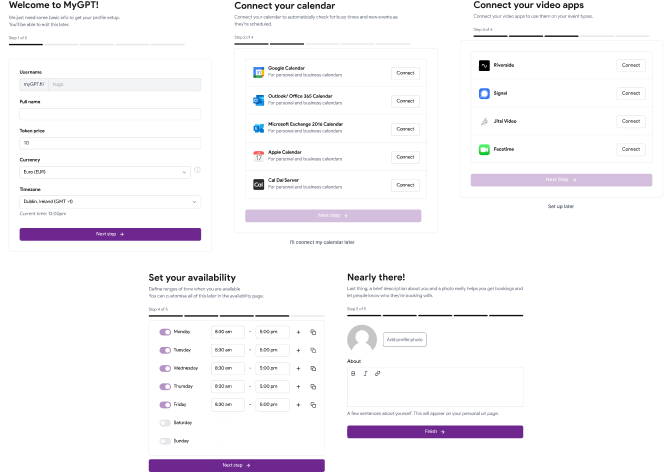 Welcome to MyGPT!
We just need some basic info to get your profile setup.
You'll be able to edit this later.
Step 1 of 5
Username
myGPT.fi/ hugo
Full name
Token price
10
Currency
Euro (EUR)
Timezone
Dublin, Ireland (GMT +1)
Current time: 12:00pm
Next step →
Connect your calendar
Connect your calendar to automatically check for busy times and new events as
they're scheduled.
Step 2 of 4
Google Calendar
For personal and business calendars
Connect
Outlook/ Office 365 Calendar
For personal and business calendars
Connect
Microsoft Exchange 2016 Calendar
For personal and business calendars
Connect
Apple Calendar
For personal and business calendars
Connect
Cal
Cal Dai Server
For personal and business calendars
Connect
Next step →
I'll connect my calendar later
Connect your video apps
Connect your video apps to use them on your event types.
Riverside
Connect
Signal
Connect
Jitsi Video
Connect
Facetime
Connect
Next Step →
Set up later
Set your availability
Define ranges of time when you are available.
You can customise all of this later in the availability page.
Step 4 of 5
Monday 8:30 am - 5:00 pm +
Tuesday 8:30 am - 5:00 pm +
Wednesday 8:30 am - 5:00 pm +
Thursday 8:30 am - 5:00 pm +
Friday 8:30 am - 5:00 pm +
Saturday
Sunday
Next step →
Nearly there!
Last thing, a brief description about you and a photo really helps you get bookings and
let people know who they're booking with.
Step 5 of 5
Add profile photo
About
B I
A few sentences about yourself. This will appear on your personal url page.
Finish →